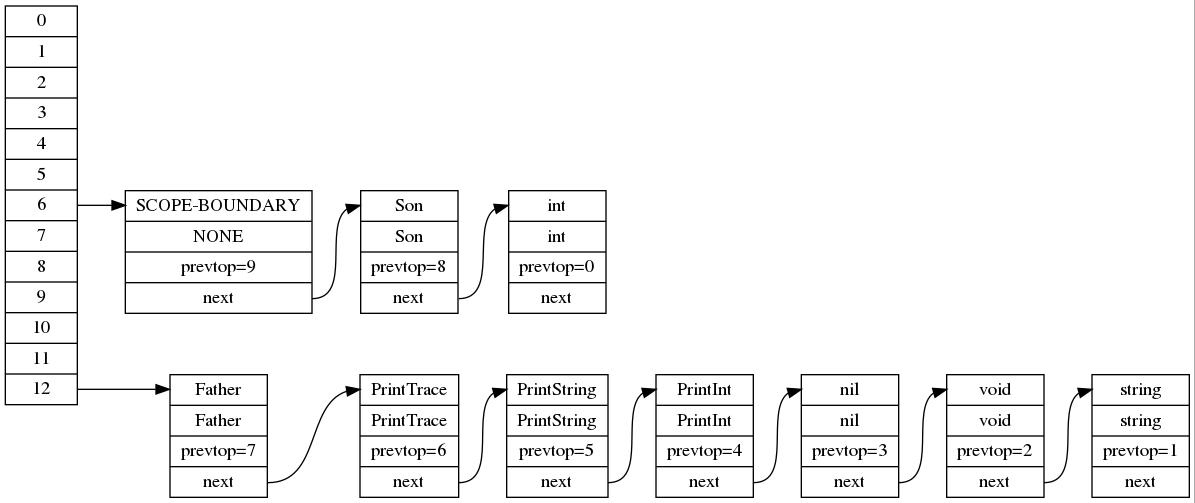 0
1
2
3
4
5
6
7
8
9
10
11
12
SCOPE-BOUNDARY
NONE
prevtop=9
next
Son
Son
prevtop=8
next
int
int
prevtop=0
next
Father
Father
prevtop=7
next
PrintTrace
PrintTrace
prevtop=6
next
PrintString
PrintString
prevtop=5
next
PrintInt
PrintInt
prevtop=4
next
nil
nil
prevtop=3
next
void
void
prevtop=2
next
string
string
prevtop=1
next